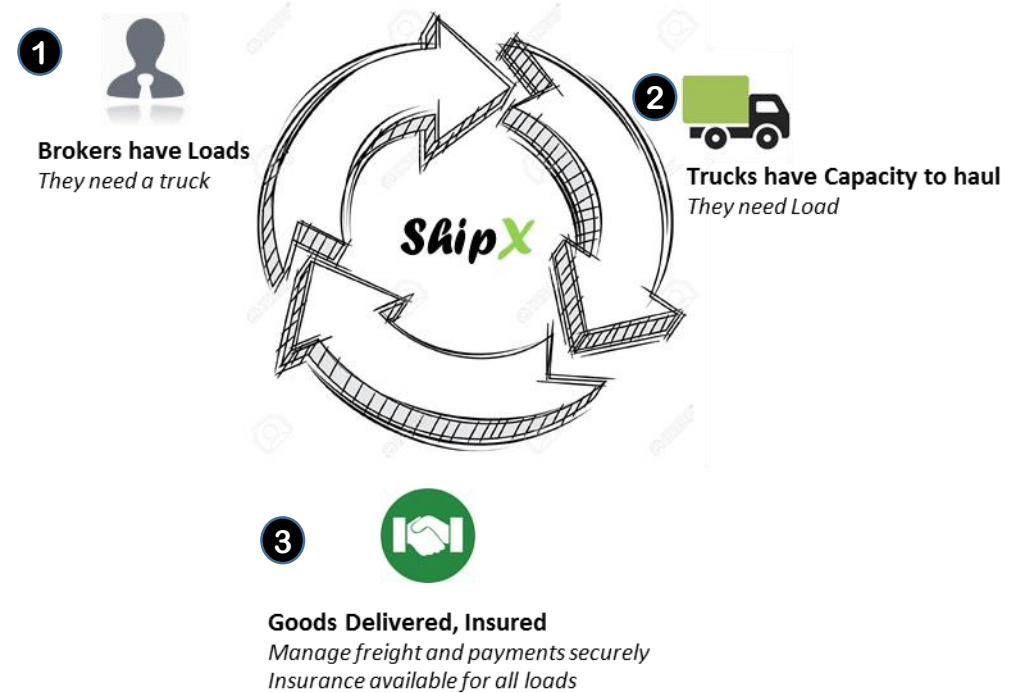 1
Brokers have Loads
They need a truck
2
Trucks have Capacity to haul
They need Load
ShipX
3
Goods Delivered, Insured
Manage freight and payments securely
Insurance available for all loads